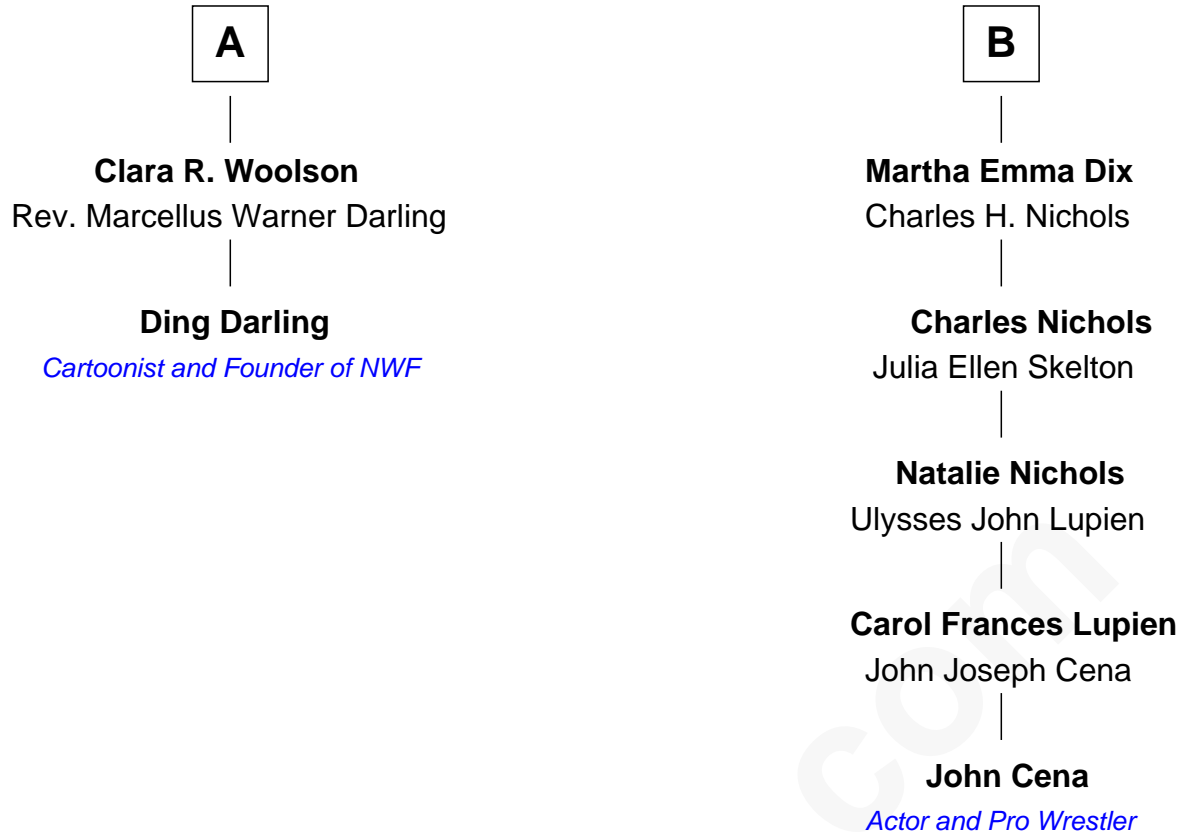 A
Clara R. Woolson
Rev. Marcellus Warner Darling
Ding Darling
Cartoonist and Founder of NWF
B
Martha Emma Dix
Charles H. Nichols
Charles Nichols
Julia Ellen Skelton
Natalie Nichols
Ulysses John Lupien
Carol Frances Lupien
John Joseph Cena
John Cena
Actor and Pro Wrestler
com